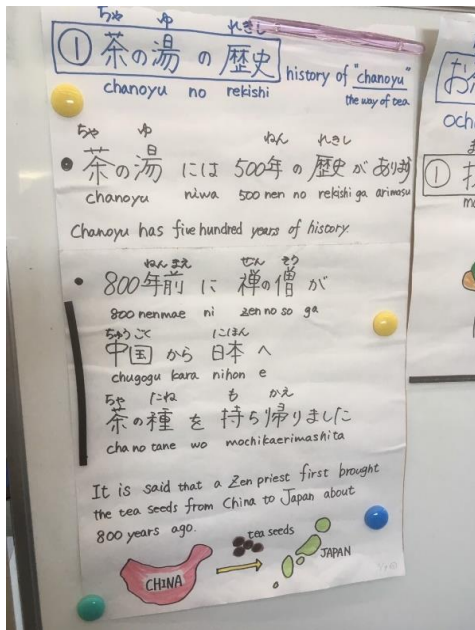 ちゃ ゆ れきし
① 茶の湯 の 歴史 history of "chanoyu"
chanoyu no rekishi the way of tea
ちゃ ゆ ねん れきし
• 茶の湯 には 500年 の 歴史 が あります
chanoyu niwa 500 nen no rekishi ga arimasu
Chanoyu has five hundred years of history.
ねんまえ ぜん そう
• 800年前 に 禅の僧 が
800 nenmae ni zen no so ga
ちゅうごく にほん
中国 から 日本 へ
chugogu kara nihon e
ちゃ たね も かえ
茶の種 を 持ち帰りました
cha no tane wo mochikaerimashita
It is said that a Zen priest first brought
the tea seeds from China to Japan about
800 years ago.
tea seeds
CHINA
JAPAN
お
och
①